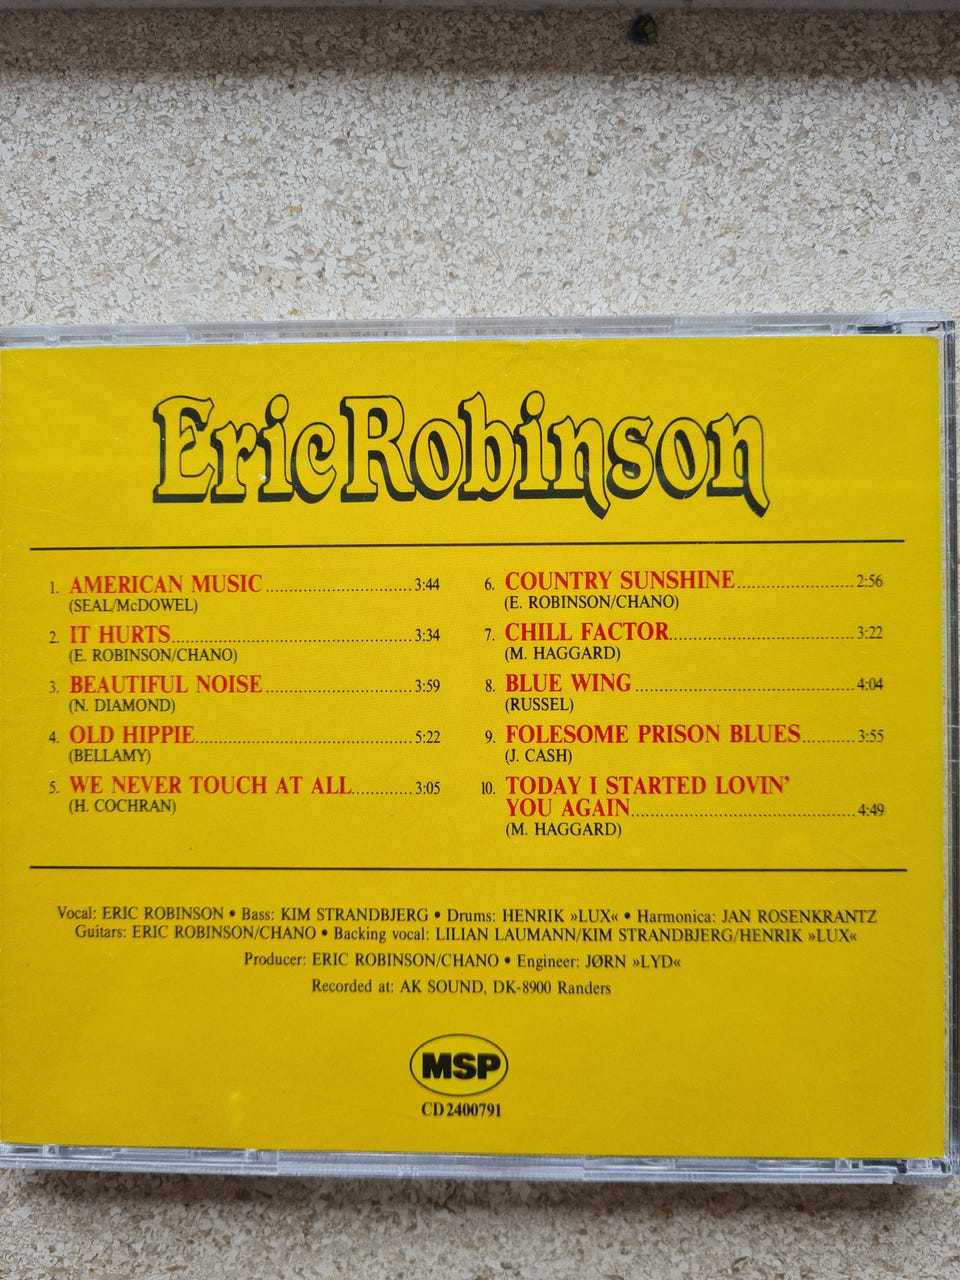 Eric Robinson
1. AMERICAN MUSIC 3:44
(SEAL/McDOWEL)
2. IT HURTS 3:34
(E. ROBINSON/CHANO)
3. BEAUTIFUL NOISE 3:59
(N. DIAMOND)
4. OLD HIPPIE 5:22
(BELLAMY)
5. WE NEVER TOUCH AT ALL 3:05
(H. COCHRAN)
6. COUNTRY SUNSHINE 2:56
(E. ROBINSON/CHANO)
7. CHILL FACTOR 3:22
(M. HAGGARD)
8. BLUE WING 4:04
(RUSSEL)
9. FOLESOME PRISON BLUES 3:55
(J. CASH)
10. TODAY I STARTED LOVIN'
YOU AGAIN 4:49
(M. HAGGARD)
Vocal: ERIC ROBINSON • Bass: KIM STRANDBJERG • Drums: HENRIK »LUX« • Harmonica: JAN ROSENKRANTZ
Guitars: ERIC ROBINSON/CHANO • Backing vocal: LILIAN LAUMANN/KIM STRANDBJERG/HENRIK »LUX«
Producer: ERIC ROBINSON/CHANO • Engineer: JØRN »LYD«
Recorded at: AK SOUND, DK-8900 Randers
MSP
CD2400791